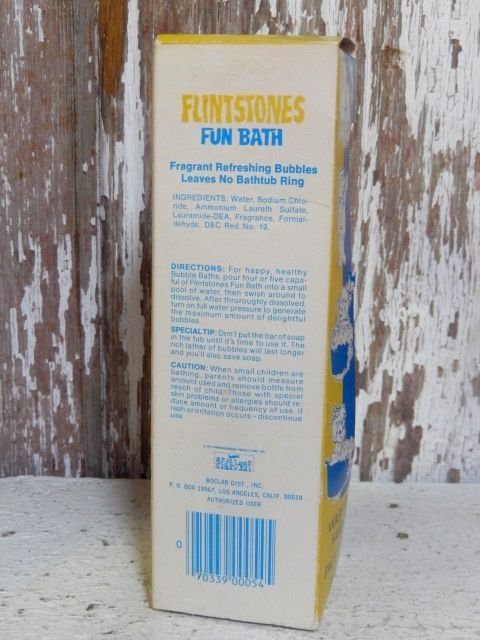 FLINTSTONES
FUN BATH
Fragrant Refreshing Bubbles
Leaves No Bathtub Ring
INGREDIENTS: Water, Sodium Chlo-
ride, Ammonium Laureth Sulfate,
Lauramide-DEA, Fragrance, Formal-
dehyde, D&C Red No. 19.
DIRECTIONS: For happy, healthy
Bubble Baths, pour four or five caps-
ful of Flintstones Fun Bath into a small
pool of water, then swish around to
dissolve. After throroughly dissolved,
turn on full water pressure to generate
the maximum amount of delightful
bubbles.
SPECIAL TIP: Don't put the bar of soap
in the tub until it's time to use it. The
rich lather of bubbles will last longer
and you'll also save soap.
CAUTION: When small children are
bathing, parents should measure
amount used and remove bottle from
reach of child. Those with special
skin problems or allergies should re-
duce amount or frequency of use. If
rash or irritation occurs - discontinue
use.
ROCLAR DIST., INC.
P. O. BOX 19967, LOS ANGELES, CALIF. 90019
AUTHORIZED USER
0 70339 00054